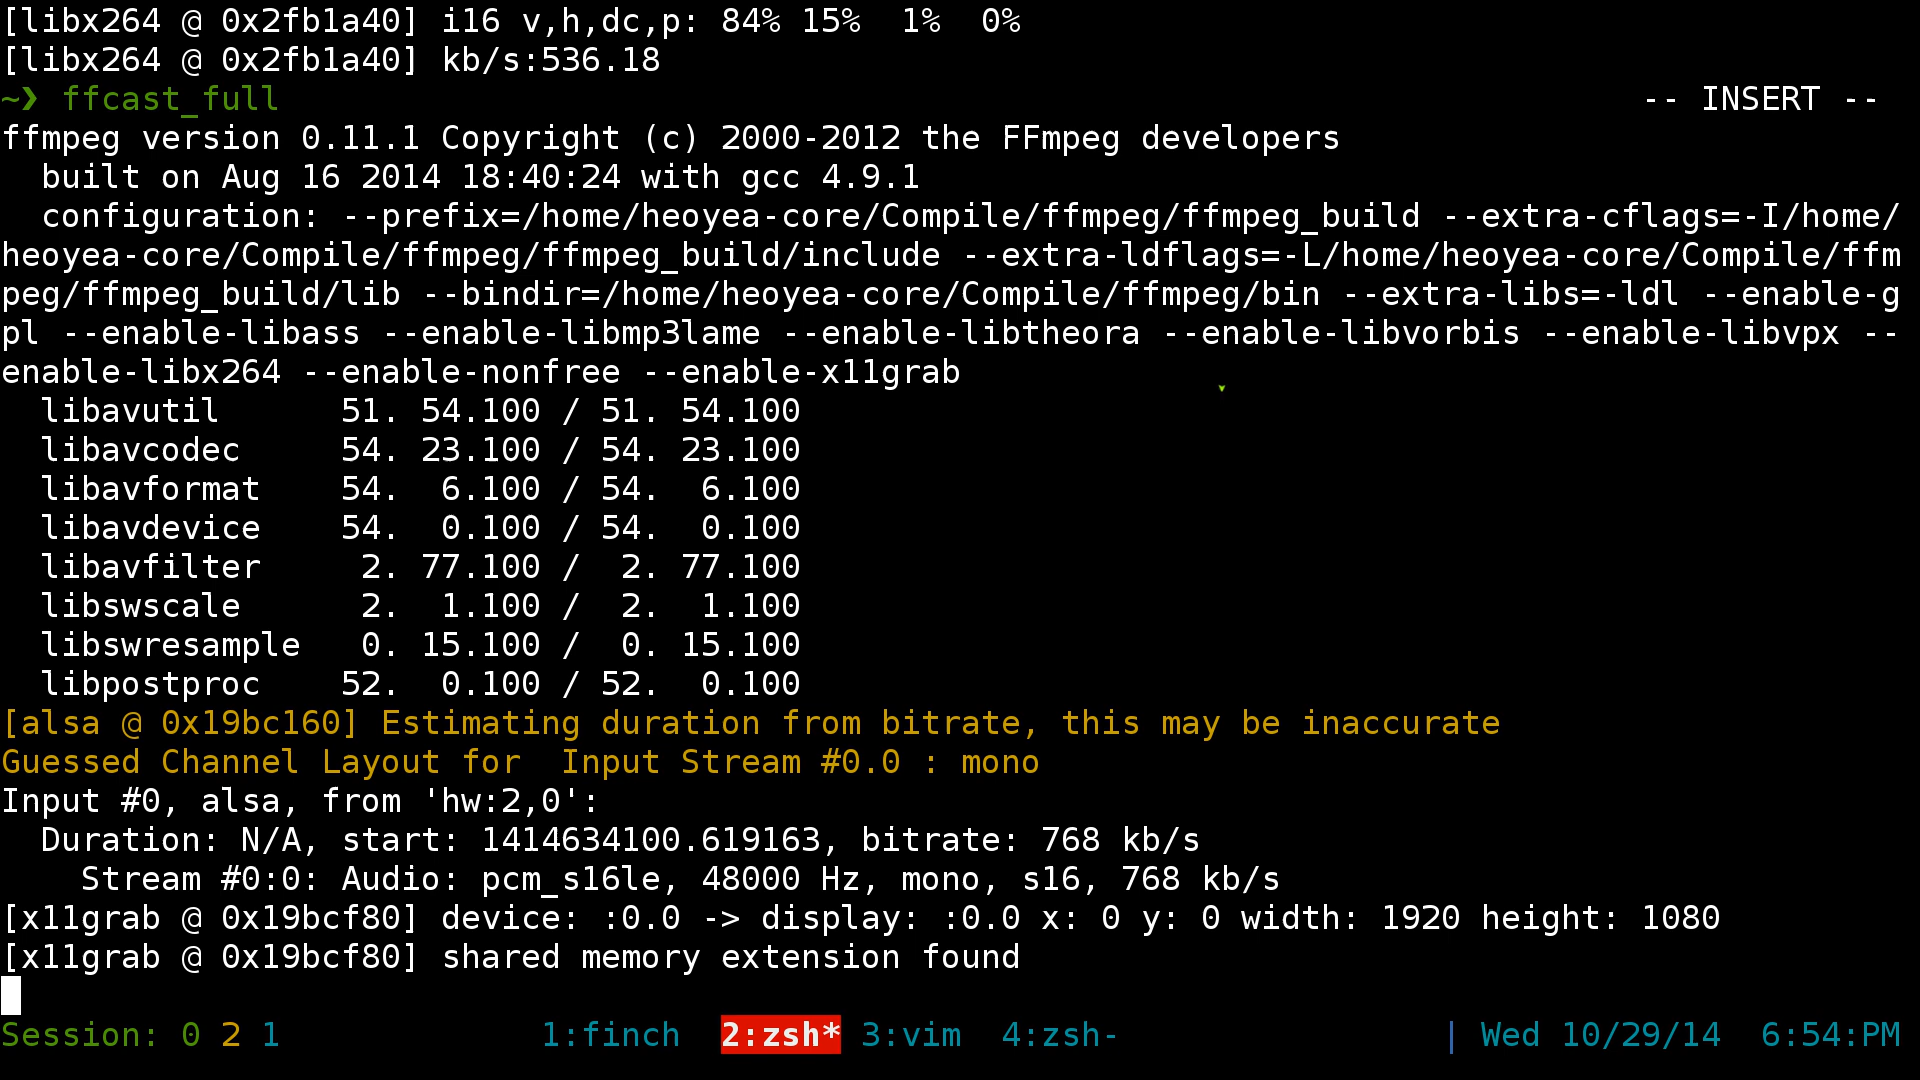 [libx264 @ 0x2fb1a40] i16 v,h,dc,p: 84% 15%  1%  0%
[libx264 @ 0x2fb1a40] kb/s:536.18
~❯ ffcast_full -- INSERT --
ffmpeg version 0.11.1 Copyright (c) 2000-2012 the FFmpeg developers
  built on Aug 16 2014 18:40:24 with gcc 4.9.1
  configuration: --prefix=/home/heoyea-core/Compile/ffmpeg/ffmpeg_build --extra-cflags=-I/home/
heoyea-core/Compile/ffmpeg/ffmpeg_build/include --extra-ldflags=-L/home/heoyea-core/Compile/ffm
peg/ffmpeg_build/lib --bindir=/home/heoyea-core/Compile/ffmpeg/bin --extra-libs=-ldl --enable-g
pl --enable-libass --enable-libmp3lame --enable-libtheora --enable-libvorbis --enable-libvpx --
enable-libx264 --enable-nonfree --enable-x11grab
  libavutil      51. 54.100 / 51. 54.100
  libavcodec     54. 23.100 / 54. 23.100
  libavformat    54.  6.100 / 54.  6.100
  libavdevice    54.  0.100 / 54.  0.100
  libavfilter     2. 77.100 /  2. 77.100
  libswscale      2.  1.100 /  2.  1.100
  libswresample   0. 15.100 /  0. 15.100
  libpostproc    52.  0.100 / 52.  0.100
[alsa @ 0x19bc160] Estimating duration from bitrate, this may be inaccurate
Guessed Channel Layout for  Input Stream #0.0 : mono
Input #0, alsa, from 'hw:2,0':
  Duration: N/A, start: 1414634100.619163, bitrate: 768 kb/s
    Stream #0:0: Audio: pcm_s16le, 48000 Hz, mono, s16, 768 kb/s
[x11grab @ 0x19bcf80] device: :0.0 -> display: :0.0 x: 0 y: 0 width: 1920 height: 1080
[x11grab @ 0x19bcf80] shared memory extension found
Session: 0 2 1 1:finch 2:zsh* 3:vim 4:zsh- | Wed 10/29/14  6:54:PM